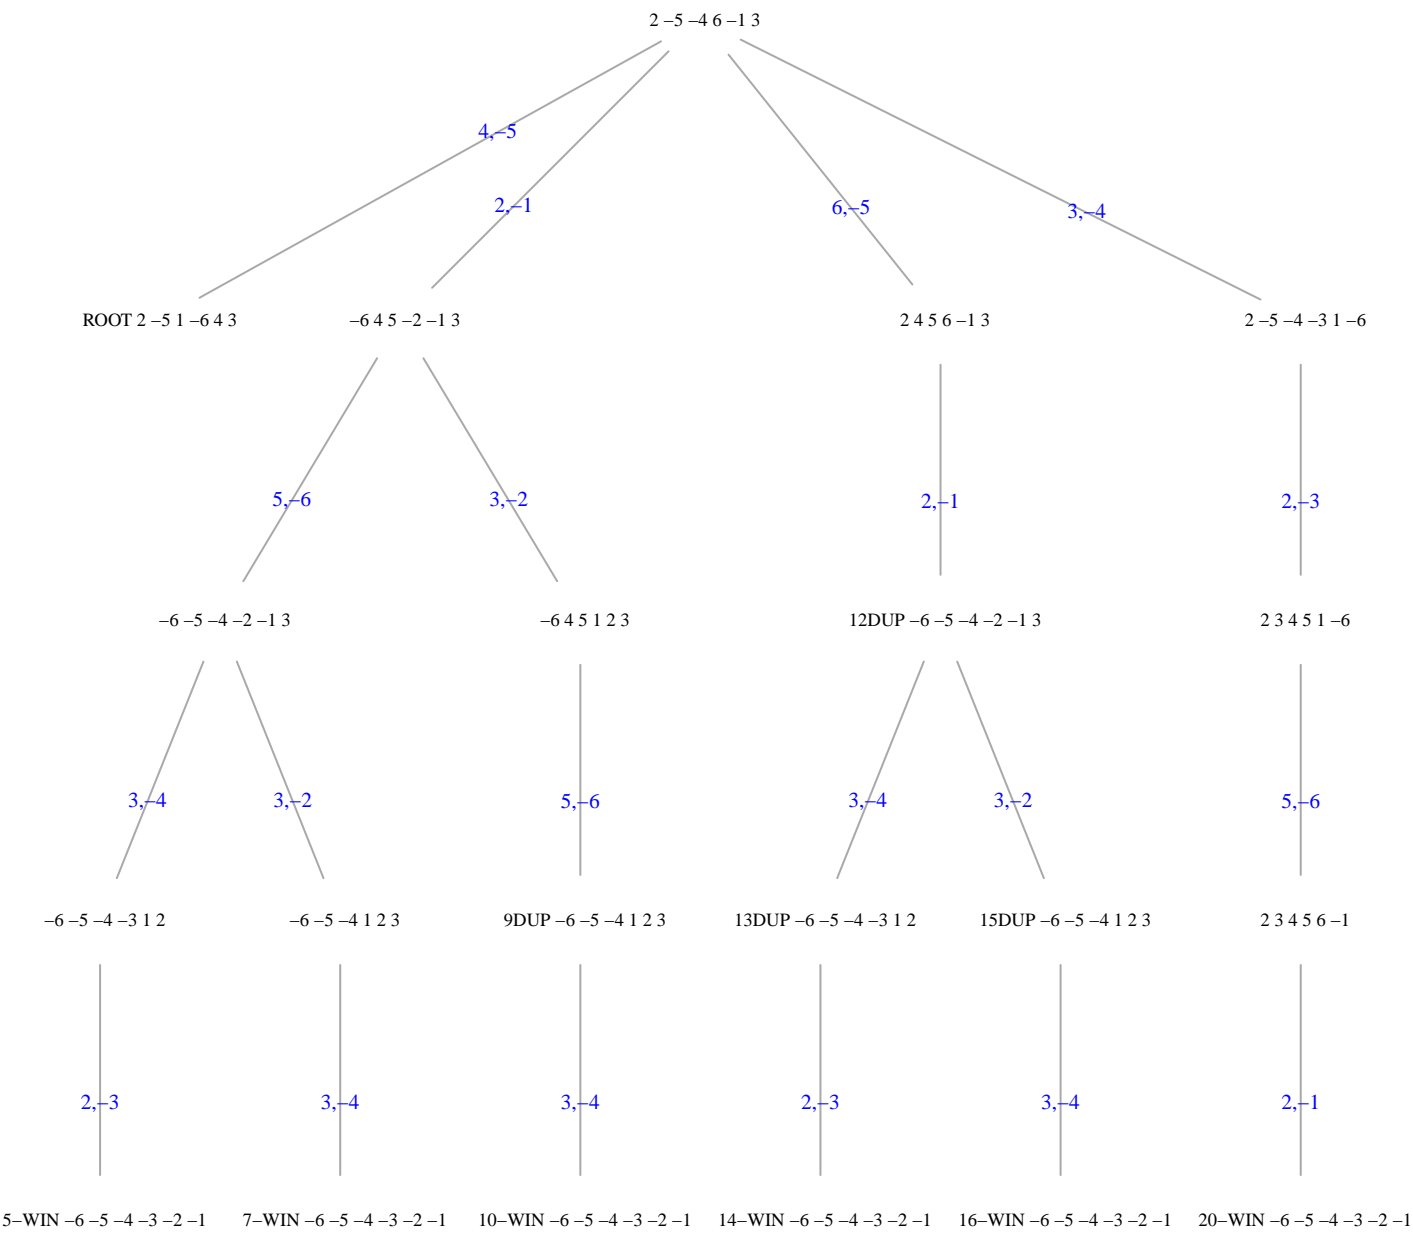 2 –5 –4 6 –1 3
4,–5
2,–1
6,–5
3,–4
ROOT 2 –5 1 –6 4 3
–6 4 5 –2 –1 3
2 4 5 6 –1 3
2 –5 –4 –3 1 –6
5,–6
3,–2
2,–1
2,–3
–6 –5 –4 –2 –1 3
–6 4 5 1 2 3
12DUP –6 –5 –4 –2 –1 3
2 3 4 5 1 –6
3,–4
3,–2
5,–6
3,–4
3,–2
5,–6
–6 –5 –4 –3 1 2
–6 –5 –4 1 2 3
9DUP –6 –5 –4 1 2 3
13DUP –6 –5 –4 –3 1 2
15DUP –6 –5 –4 1 2 3
2 3 4 5 6 –1
2,–3
3,–4
3,–4
2,–3
3,–4
2,–1
5–WIN –6 –5 –4 –3 –2 –1
7–WIN –6 –5 –4 –3 –2 –1
10–WIN –6 –5 –4 –3 –2 –1
14–WIN –6 –5 –4 –3 –2 –1
16–WIN –6 –5 –4 –3 –2 –1
20–WIN –6 –5 –4 –3 –2 –1